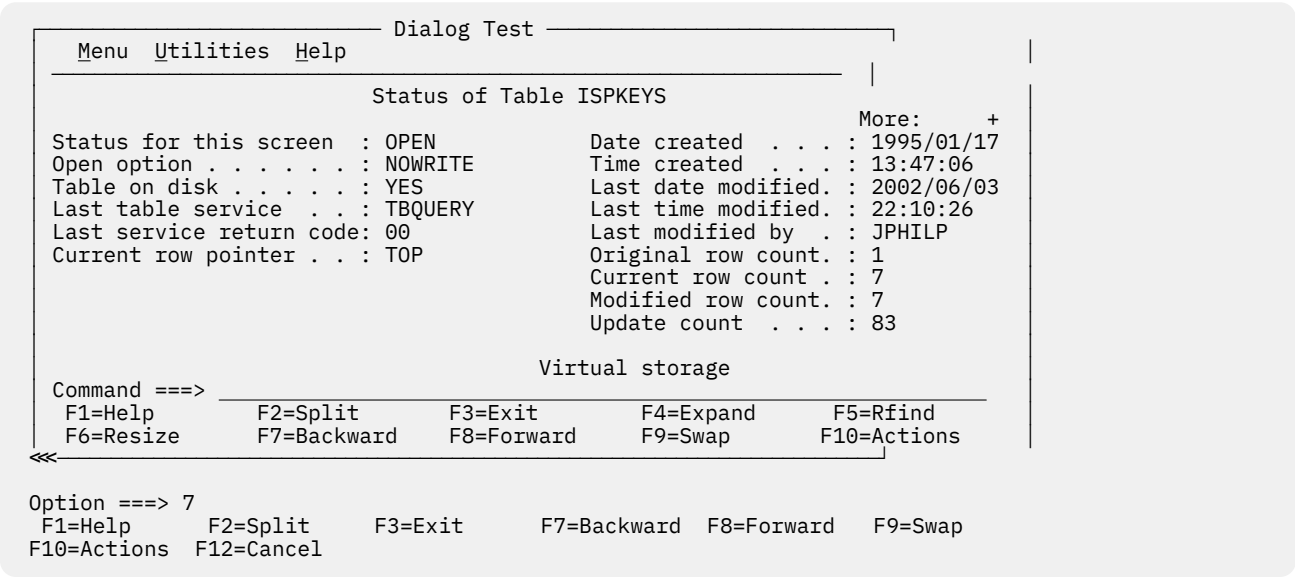 Dialog Test
Menu Utilities Help
Status of Table ISPKEYS
More: +
Status for this screen : OPEN Date created . . . : 1995/01/17
Open option . . . . . . : NOWRITE Time created . . . : 13:47:06
Table on disk . . . . . : YES Last date modified. : 2002/06/03
Last table service . . : TBQUERY Last time modified. : 22:10:26
Last service return code: 00 Last modified by . : JPHILP
Current row pointer . . : TOP Original row count. : 1
Current row count . : 7
Modified row count. : 7
Update count . . . : 83
Virtual storage
Command ===>
F1=Help F2=Split F3=Exit F4=Expand F5=Rfind
F6=Resize F7=Backward F8=Forward F9=Swap F10=Actions
<<<
Option ===> 7
F1=Help F2=Split F3=Exit F7=Backward F8=Forward F9=Swap
F10=Actions F12=Cancel